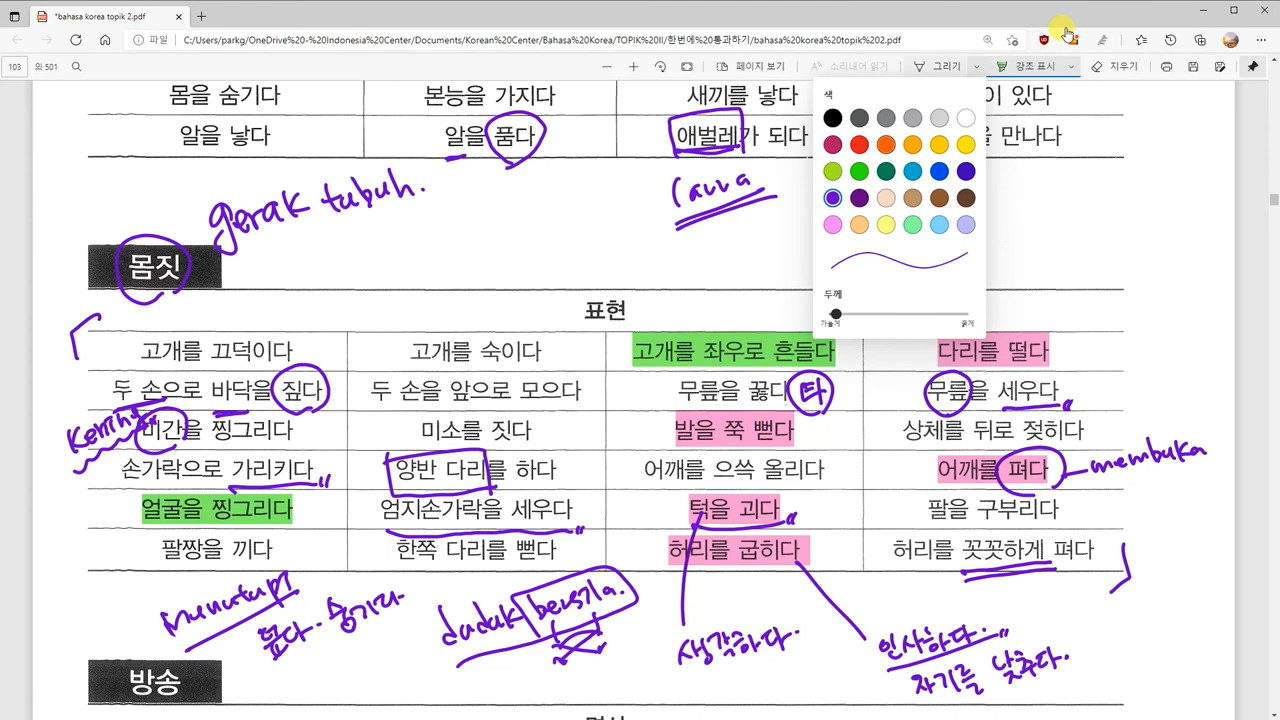 *bahasa korea topik 2.pdf
파일 C:/Users/parkg/OneDrive%20-%20Indonesia%20Center/Documents/Korean%20Center/Bahasa%20Korea/TOPIK%20II/한번에%20통과하기/bahasa%20korea%20topik%202.pdf
103 의 501 페이지 보기 소리내어 읽기 그리기 강조 표시 지우기
색
두께
가늘게 굵게
몸을 숨기다 본능을 가지다 새끼를 낳다 이 있다
알을 낳다 알을 품다 애벌레가 되다 을 만나다
gerak tubuh.
larva
몸짓
표현
고개를 끄덕이다 고개를 숙이다 고개를 좌우로 흔들다 다리를 떨다
두 손으로 바닥을 짚다 두 손을 앞으로 모으다 무릎을 꿇다 타 무릎을 세우다
Kening
미간을 찡그리다 미소를 짓다 발을 쭉 뻗다 상체를 뒤로 젖히다
손가락으로 가리키다 양반 다리를 하다 어깨를 으쓱 올리다 어깨를 펴다 membuka
얼굴을 찡그리다 엄지손가락을 세우다 턱을 괴다 팔을 구부리다
팔짱을 끼다 한쪽 다리를 뻗다 허리를 굽히다 허리를 꼿꼿하게 펴다
Menutupi
숨기다
duduk bersila.
생각하다.
인사하다.
자기를 낮추다.
방송